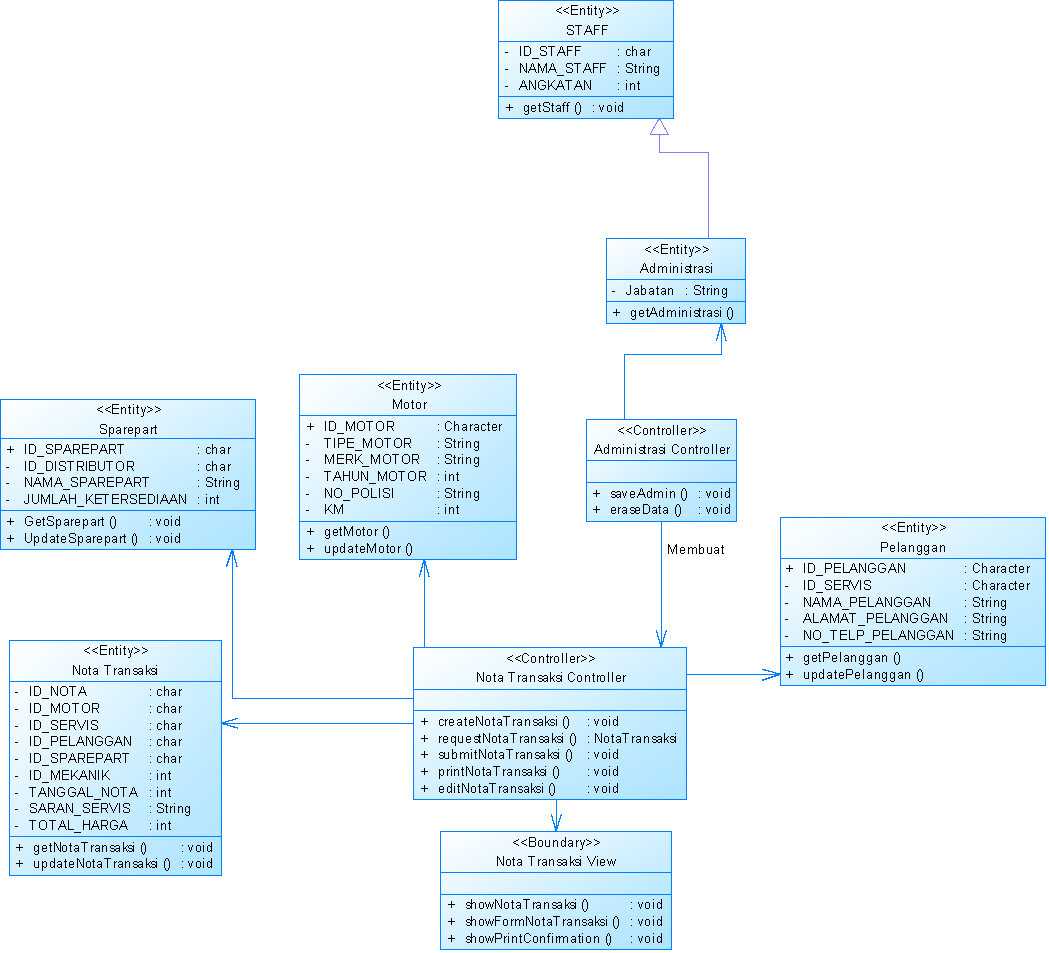 <<Entity>>
STAFF
- ID_STAFF : char
- NAMA_STAFF : String
- ANGKATAN : int
+ getStaff () : void
<<Entity>>
Administrasi
- Jabatan : String
+ getAdministrasi ()
<<Entity>>
Motor
+ ID_MOTOR : Character
- TIPE_MOTOR : String
- MERK_MOTOR : String
- TAHUN_MOTOR : int
- NO_POLISI : String
- KM : int
+ getMotor ()
+ updateMotor ()
<<Entity>>
Sparepart
+ ID_SPAREPART : char
- ID_DISTRIBUTOR : char
- NAMA_SPAREPART : String
- JUMLAH_KETERSEDIAAN : int
+ GetSparepart () : void
+ UpdateSparepart () : void
<<Controller>>
Administrasi Controller
+ saveAdmin () : void
+ eraseData () : void
Membuat
<<Entity>>
Pelanggan
+ ID_PELANGGAN : Character
- ID_SERVIS : Character
- NAMA_PELANGGAN : String
- ALAMAT_PELANGGAN : String
- NO_TELP_PELANGGAN : String
+ getPelanggan ()
+ updatePelanggan ()
<<Entity>>
Nota Transaksi
- ID_NOTA : char
- ID_MOTOR : char
- ID_SERVIS : char
- ID_PELANGGAN : char
- ID_SPAREPART : char
- ID_MEKANIK : int
- TANGGAL_NOTA : int
- SARAN_SERVIS : String
- TOTAL_HARGA : int
+ getNotaTransaksi () : void
+ updateNotaTransaksi () : void
<<Controller>>
Nota Transaksi Controller
+ createNotaTransaksi () : void
+ requestNotaTransaksi () : NotaTransaksi
+ submitNotaTransaksi () : void
+ printNotaTransaksi () : void
+ editNotaTransaksi () : void
<<Boundary>>
Nota Transaksi View
+ showNotaTransaksi () : void
+ showFormNotaTransaksi () : void
+ showPrintConfirmation () : void